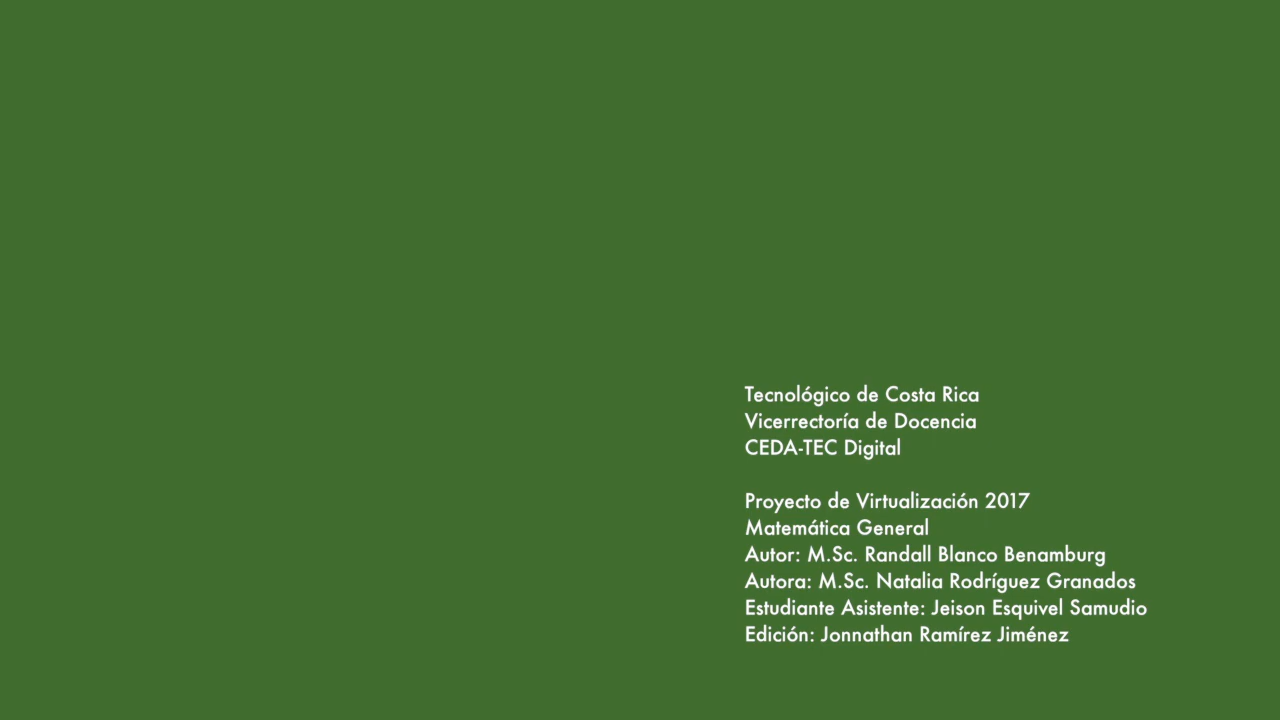 Tecnológico de Costa Rica
Vicerrectoría de Docencia
CEDA-TEC Digital
Proyecto de Virtualización 2017
Matemática General
Autor: M.Sc. Randall Blanco Benamburg
Autora: M.Sc. Natalia Rodríguez Granados
Estudiante Asistente: Jeison Esquivel Samudio
Edición: Jonnathan Ramírez Jiménez